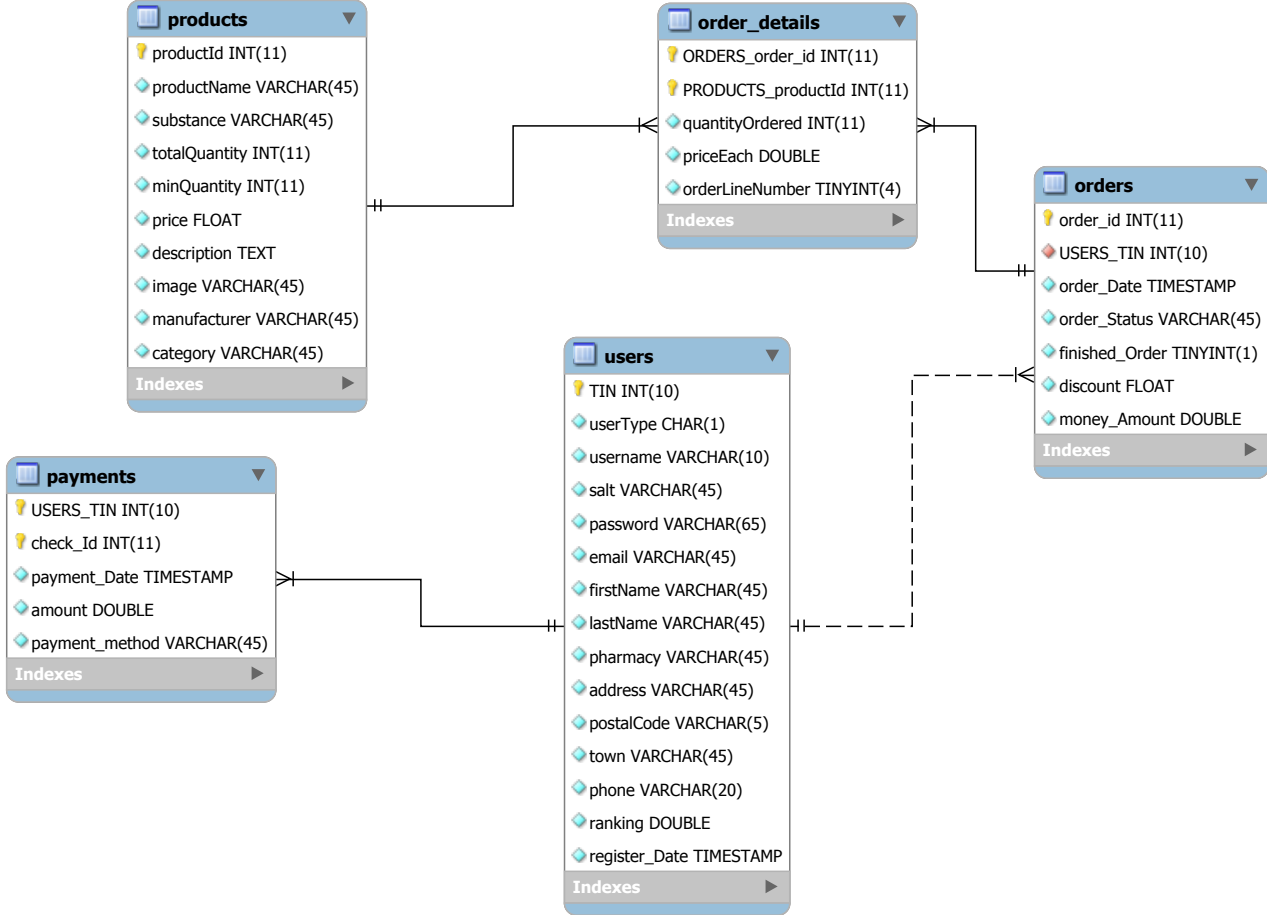 products
productId INT(11)
productName VARCHAR(45)
substance VARCHAR(45)
totalQuantity INT(11)
minQuantity INT(11)
price FLOAT
description TEXT
image VARCHAR(45)
manufacturer VARCHAR(45)
category VARCHAR(45)
Indexes
order_details
ORDERS_order_id INT(11)
PRODUCTS_productId INT(11)
quantityOrdered INT(11)
priceEach DOUBLE
orderLineNumber TINYINT(4)
Indexes
orders
order_id INT(11)
USERS_TIN INT(10)
order_Date TIMESTAMP
order_Status VARCHAR(45)
finished_Order TINYINT(1)
discount FLOAT
money_Amount DOUBLE
Indexes
users
TIN INT(10)
userType CHAR(1)
username VARCHAR(10)
salt VARCHAR(45)
password VARCHAR(65)
email VARCHAR(45)
firstName VARCHAR(45)
lastName VARCHAR(45)
pharmacy VARCHAR(45)
address VARCHAR(45)
postalCode VARCHAR(5)
town VARCHAR(45)
phone VARCHAR(20)
ranking DOUBLE
register_Date TIMESTAMP
Indexes
payments
USERS_TIN INT(10)
check_Id INT(11)
payment_Date TIMESTAMP
amount DOUBLE
payment_method VARCHAR(45)
Indexes